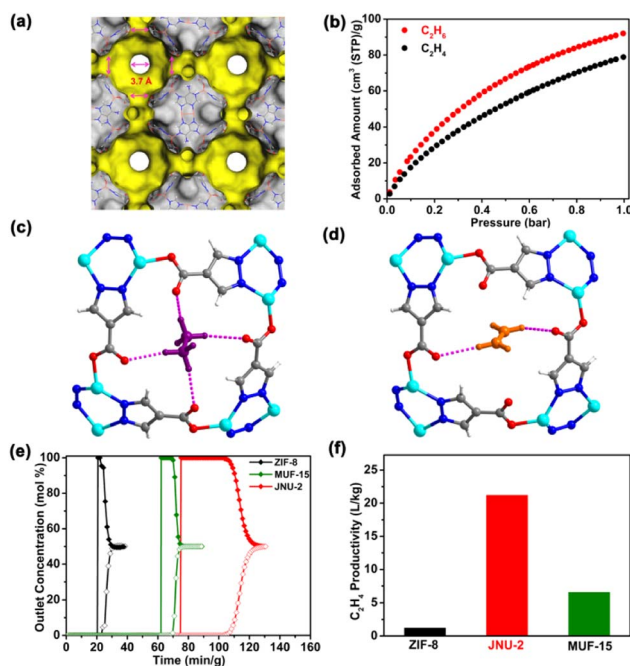 (a)
3.7 Å
(b)
C₂H₆
C₂H₄
Adsorbed Amount (cm³ (STP)/g)
100
80
60
40
20
0
0.0 0.2 0.4 0.6 0.8 1.0
Pressure (bar)
(c)
(d)
(e)
ZIF-8
MUF-15
JNU-2
Outlet Concentration (mol %)
100
80
60
40
20
0
0 20 40 60 80 100 120 140 160
Time (min/g)
(f)
C₂H₄ Productivity (L/kg)
25
20
15
10
5
0
ZIF-8 JNU-2 MUF-15